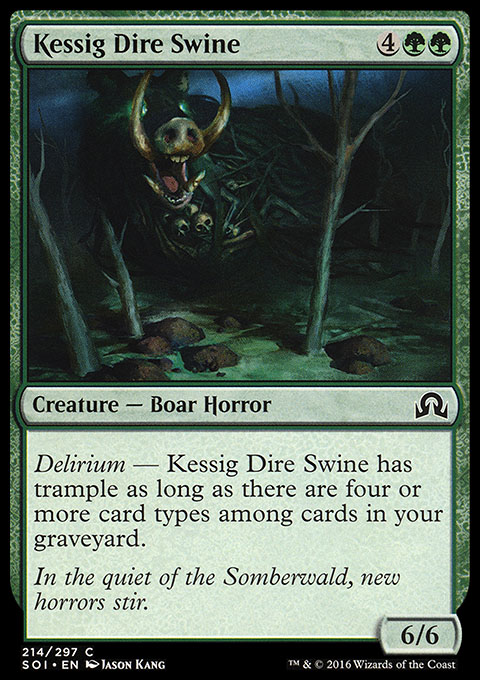 Kessig Dire Swine 4
Creature — Boar Horror
Delirium — Kessig Dire Swine has
trample as long as there are four or
more card types among cards in your
graveyard.
In the quiet of the Somberwald, new
horrors stir.
6/6
214/297 C
SOI • EN Jason Kang
™ & © 2016 Wizards of the Coast